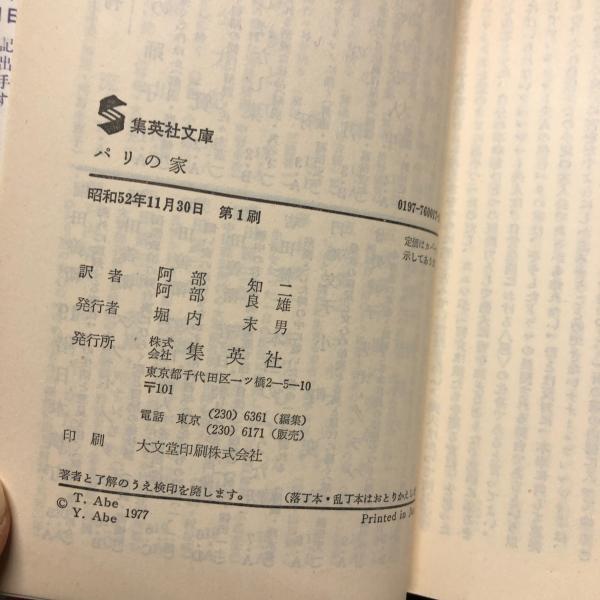 集英社文庫
パリの家
0197-7600
昭和52年11月30日 第1刷
定価はカバ
示してあり
訳者 阿部知二
阿部良雄
発行者 堀内末男
発行所 株式会社 集英社
東京都千代田区一ツ橋2-5-10
〒101
電話 東京 (230) 6361 (編集)
(230) 6171 (販売)
印刷 大文堂印刷株式会社
著者と了解のうえ検印を廃します。
(落丁本・乱丁本はおとりかえし
© T. Abe
Y. Abe 1977
Printed in